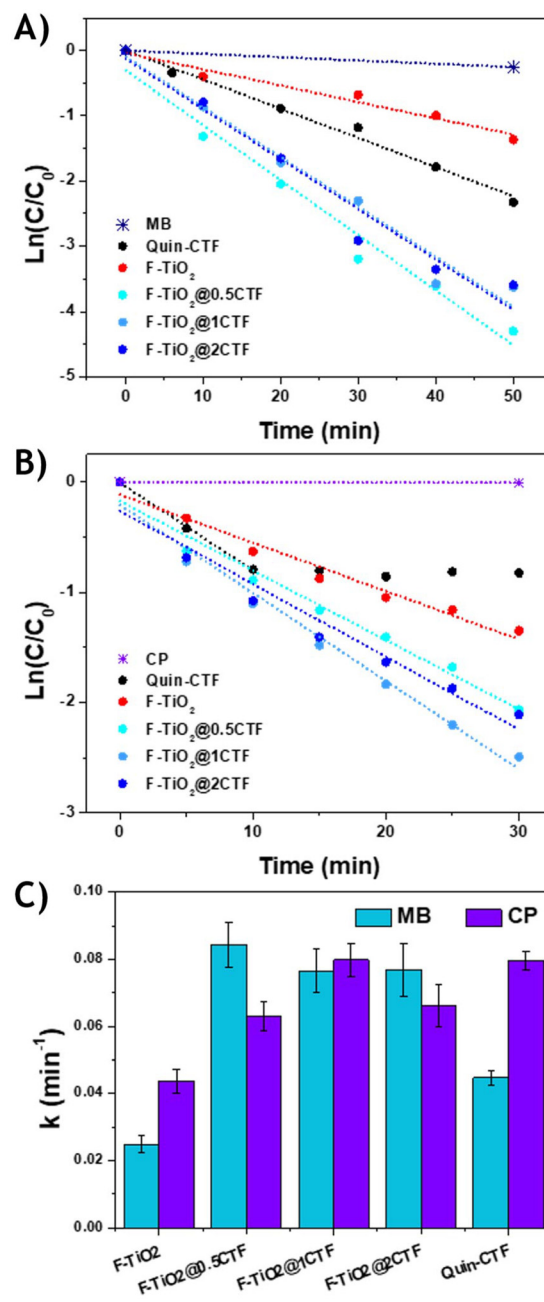 A)
0
-1
-2
-3
-4
-5
Ln(C/C0)
MB
Quin-CTF
F-TiO2
F-TiO2@0.5CTF
F-TiO2@1CTF
F-TiO2@2CTF
0 10 20 30 40 50
Time (min)
B)
0
-1
-2
-3
Ln(C/C0)
CP
Quin-CTF
F-TiO2
F-TiO2@0.5CTF
F-TiO2@1CTF
F-TiO2@2CTF
0 10 20 30
Time (min)
C)
0.10
0.08
0.06
0.04
0.02
0.00
k (min-1)
MB CP
F-TiO2 F-TiO2@0.5CTF F-TiO2@1CTF F-TiO2@2CTF Quin-CTF